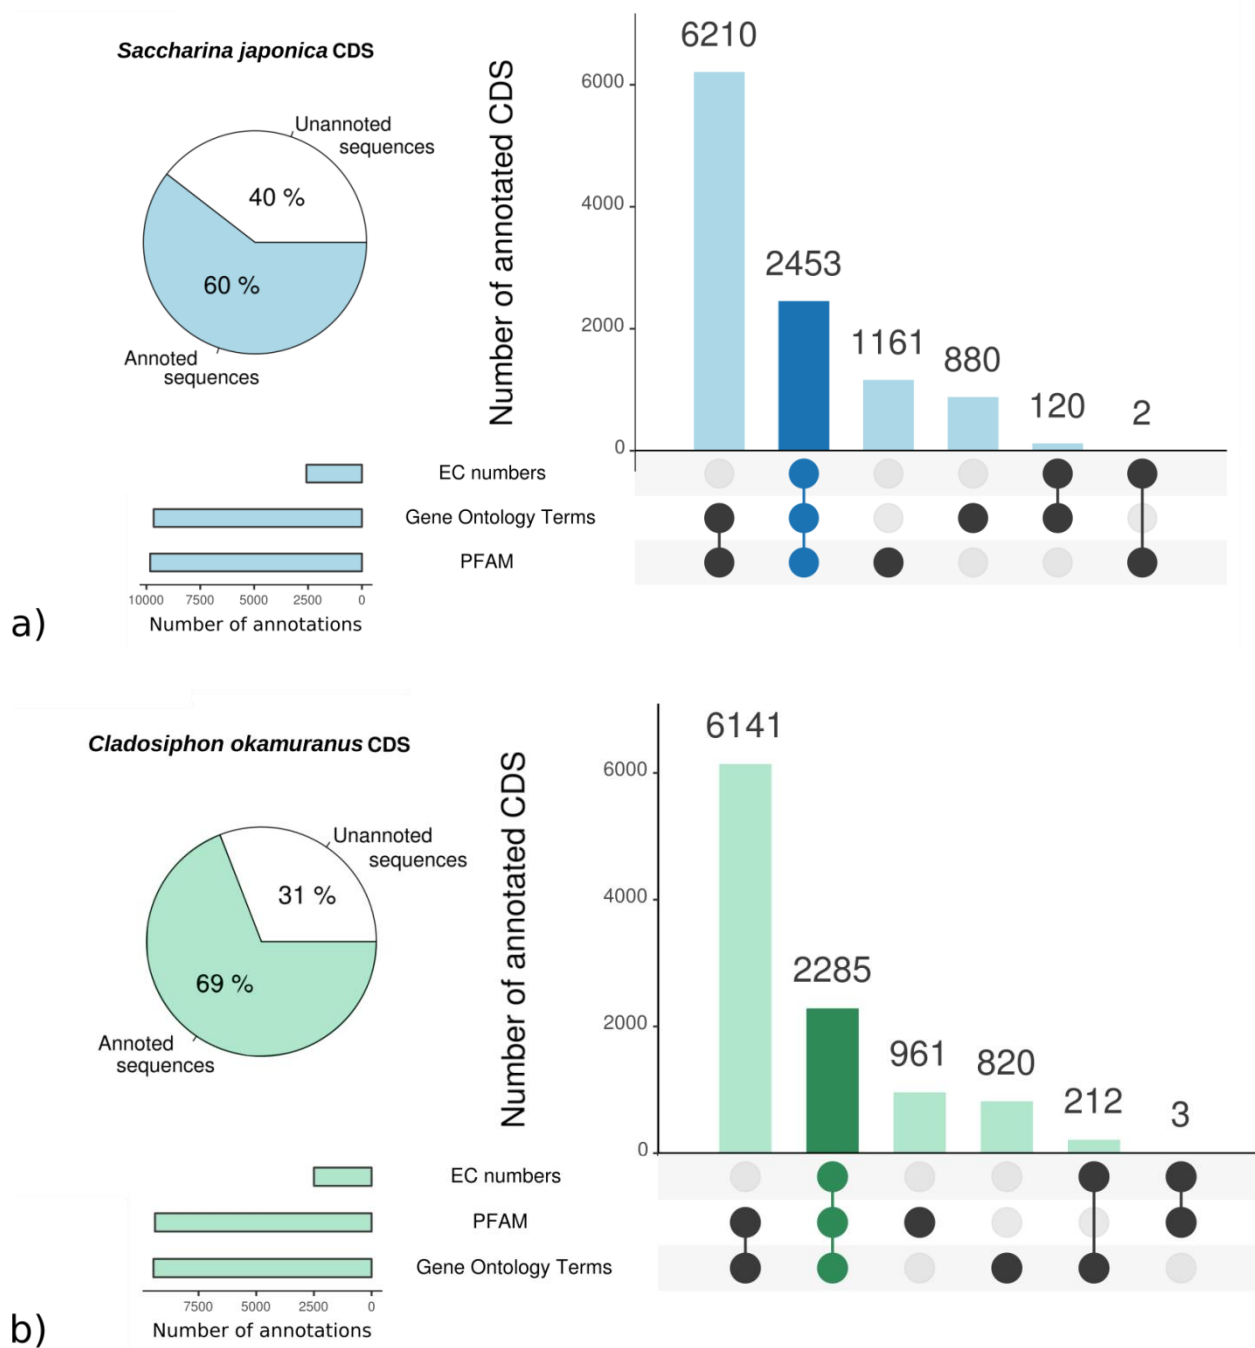 Saccharina japonica CDS
Unannoted
sequences
40 %
60 %
Annoted
sequences
Number of annotated CDS
6000
4000
2000
0
6210
2453
1161
880
120
2
EC numbers
Gene Ontology Terms
PFAM
10000 7500 5000 2500 0
Number of annotations
a)
Cladosiphon okamuranus CDS
Unannoted
sequences
31 %
69 %
Annoted
sequences
Number of annotated CDS
6000
4000
2000
0
6141
2285
961
820
212
3
EC numbers
PFAM
Gene Ontology Terms
7500 5000 2500 0
Number of annotations
b)